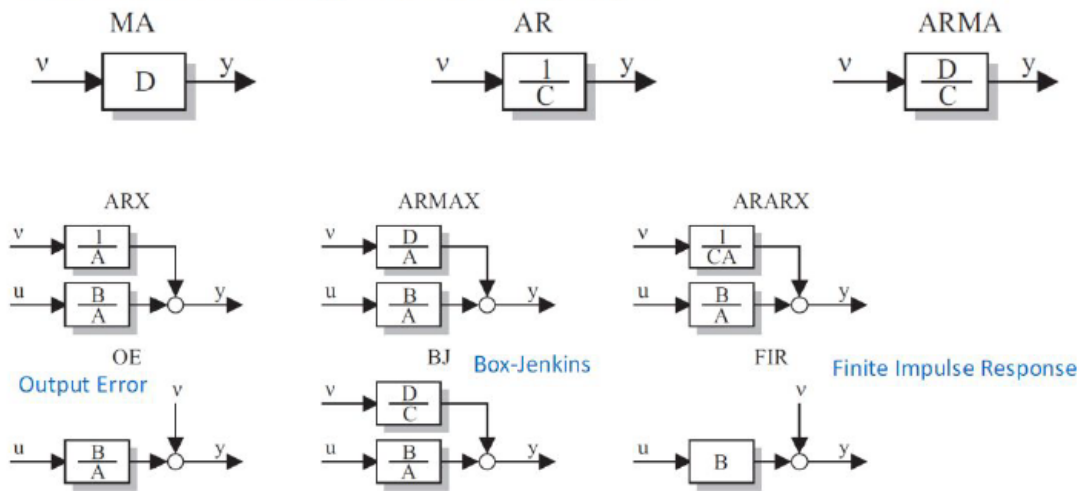 MA AR ARMA
ν D y ν 1/C y ν D/C y
ARX ARMAX ARARX
ν 1/A ν D/A ν 1/CA
u B/A y u B/A y u B/A y
OE BJ Box-Jenkins FIR Finite Impulse Response
Output Error ν ν D/C ν
u B/A y u B/A y u B y